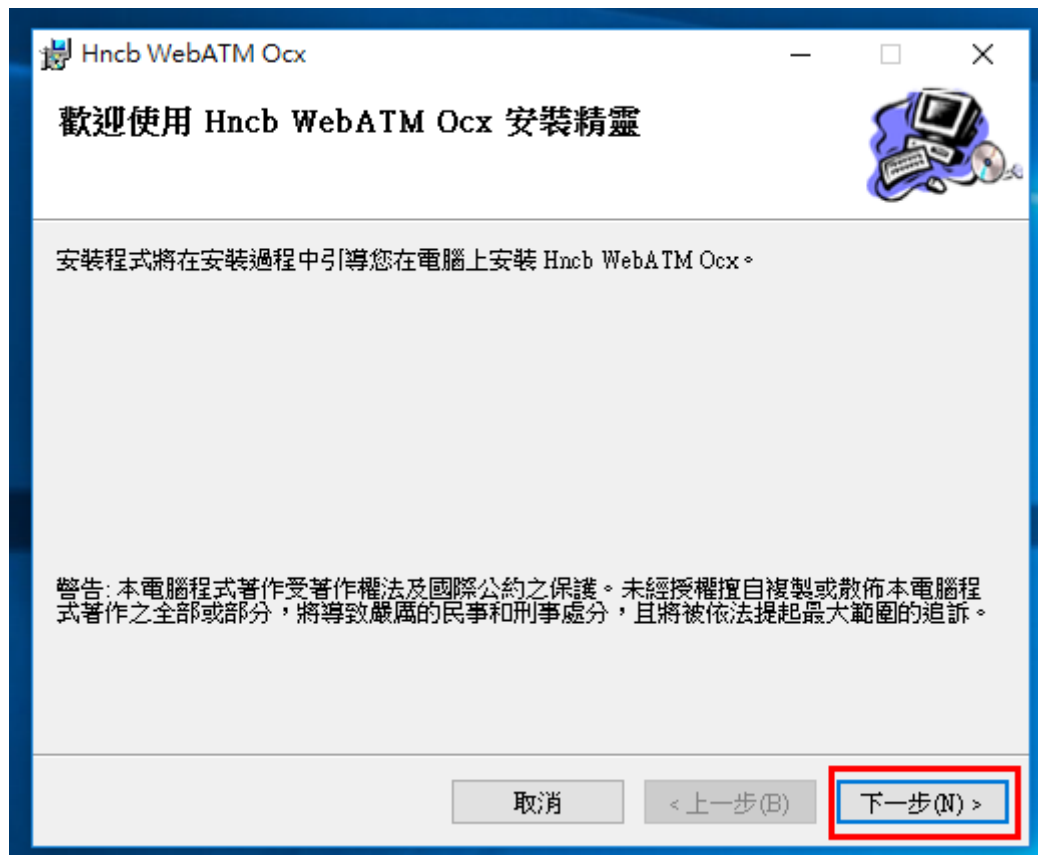 Hncb WebATM Ocx
歡迎使用 Hncb WebATM Ocx 安裝精靈
安裝程式將在安裝過程中引導您在電腦上安裝 Hncb WebATM Ocx。
警告: 本電腦程式著作受著作權法及國際公約之保護。未經授權擅自複製或散佈本電腦程
式著作之全部或部分，將導致嚴厲的民事和刑事處分，且將被依法提起最大範圍的追訴。
取消
<上一步(B)
下一步(N) >